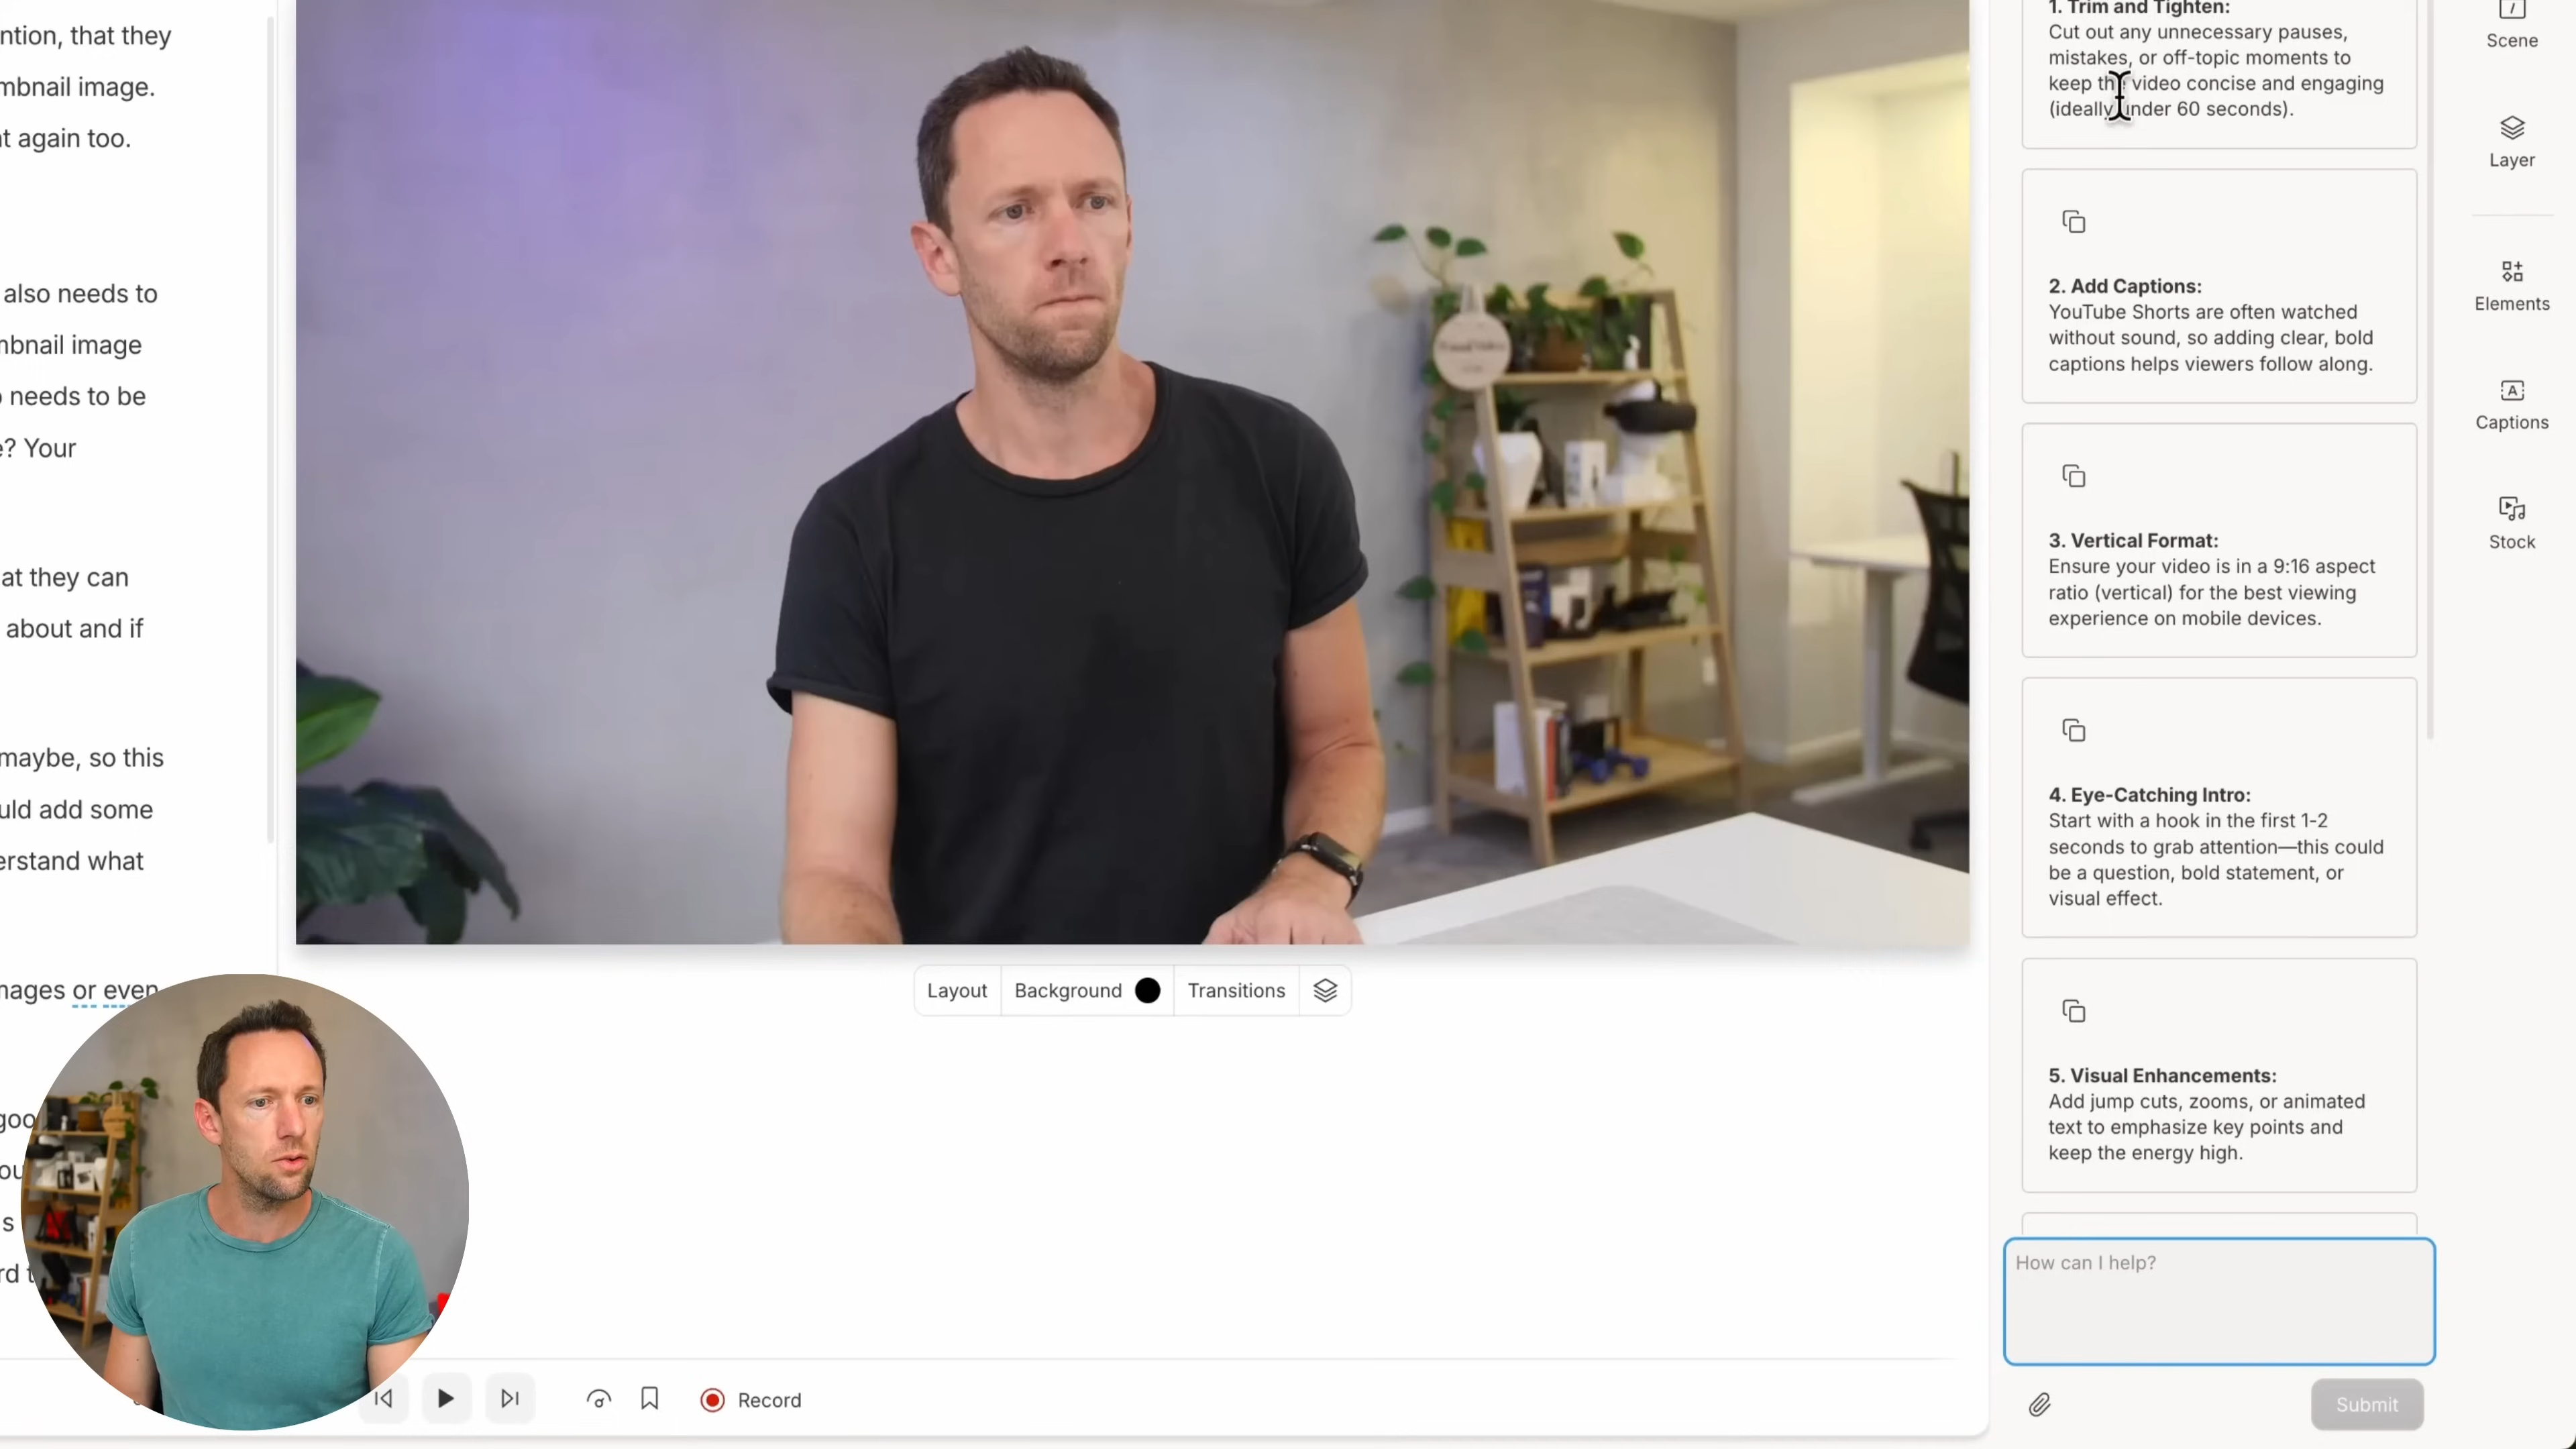 ntion, that they
mbnail image.
t again too.
also needs to
mbnail image
needs to be
e? Your
at they can
about and if
maybe, so this
uld add some
erstand what
mages or even
goo
ou
s
rd t
Layout
Background
Transitions
Record
1. Trim and Tighten:
Cut out any unnecessary pauses,
mistakes, or off-topic moments to
keep the video concise and engaging
(ideally under 60 seconds).
2. Add Captions:
YouTube Shorts are often watched
without sound, so adding clear, bold
captions helps viewers follow along.
3. Vertical Format:
Ensure your video is in a 9:16 aspect
ratio (vertical) for the best viewing
experience on mobile devices.
4. Eye-Catching Intro:
Start with a hook in the first 1-2
seconds to grab attention—this could
be a question, bold statement, or
visual effect.
5. Visual Enhancements:
Add jump cuts, zooms, or animated
text to emphasize key points and
keep the energy high.
How can I help?
Submit
Scene
Layer
Elements
Captions
Stock